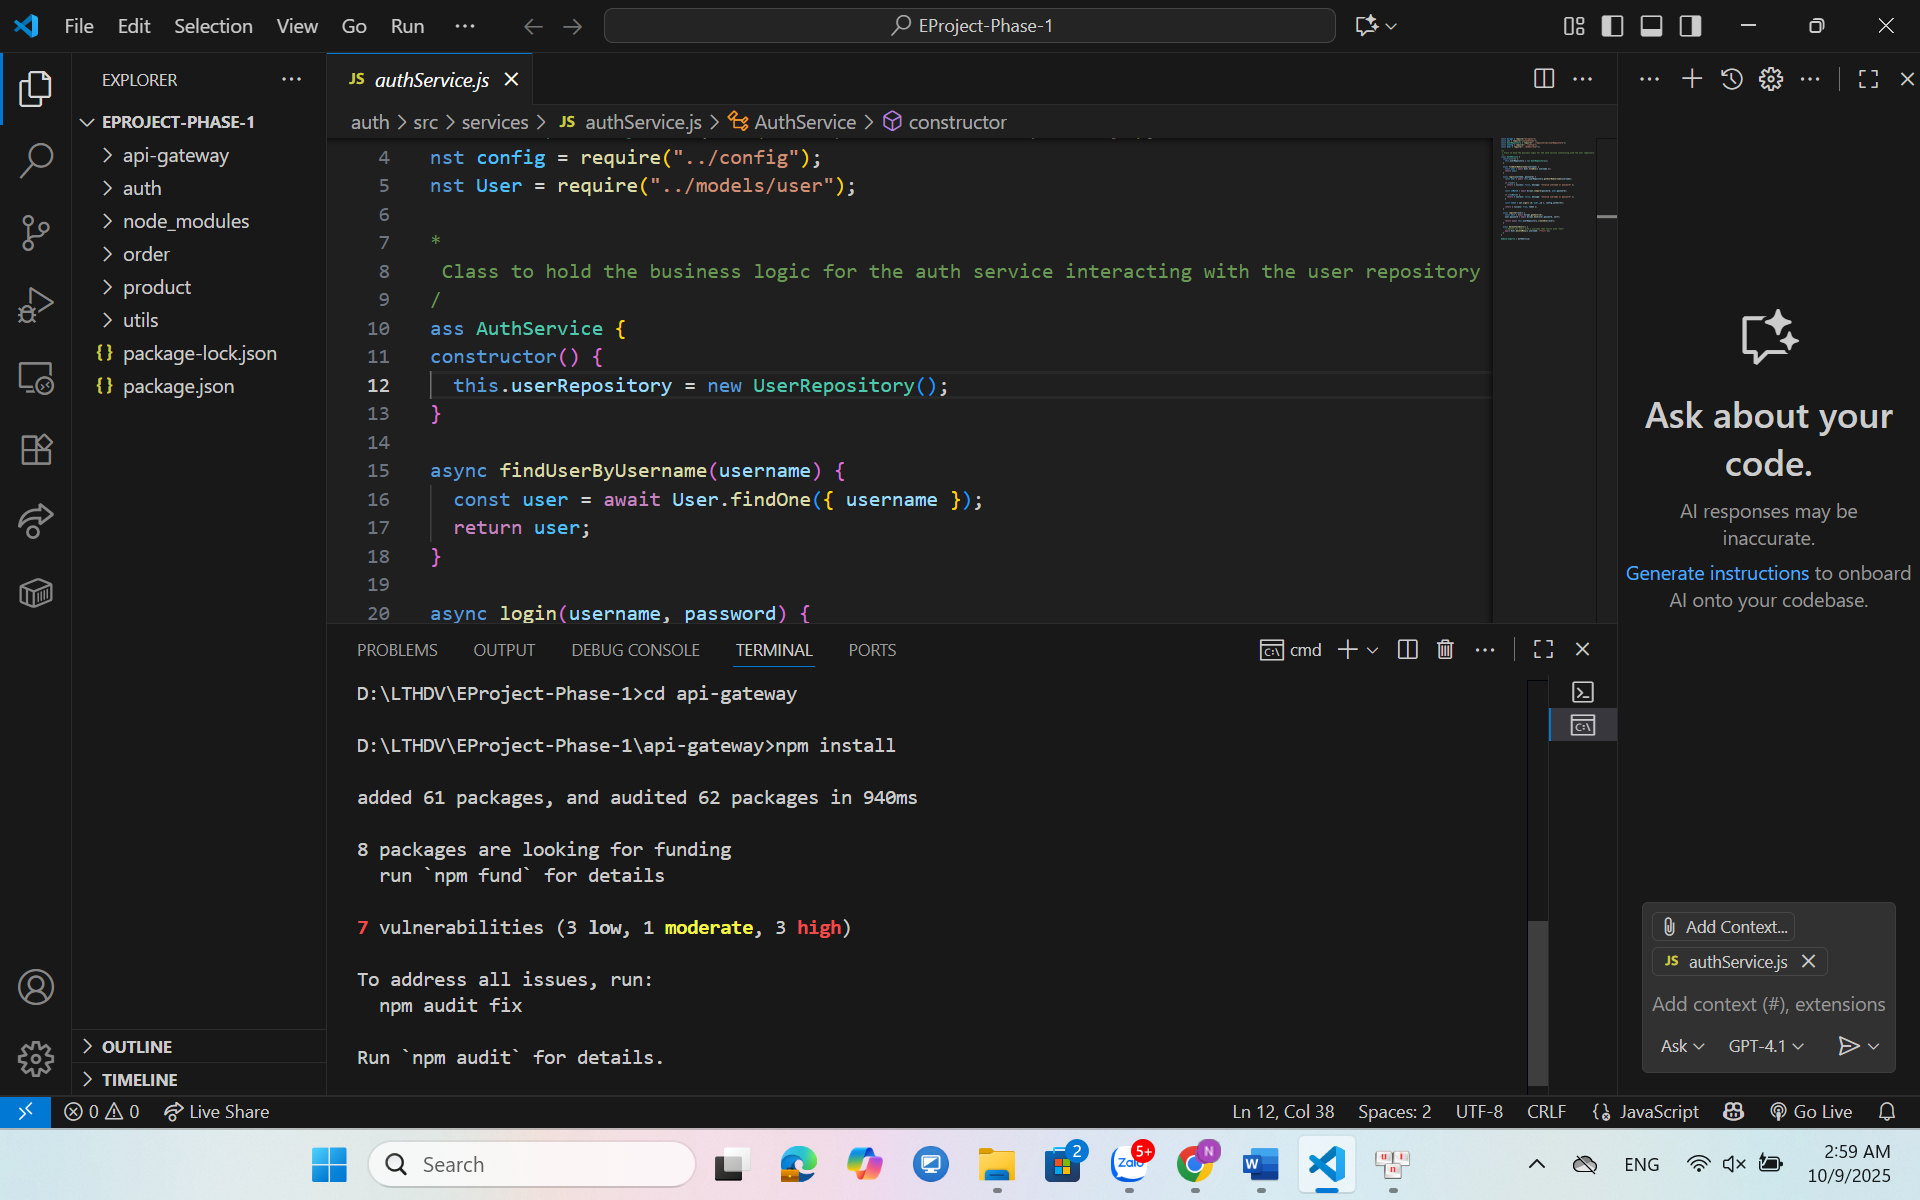 File Edit Selection View Go Run
EProject-Phase-1
EXPLORER
EPROJECT-PHASE-1
api-gateway
auth
node_modules
order
product
utils
{} package-lock.json
{} package.json
OUTLINE
TIMELINE
JS authService.js
auth > src > services > JS authService.js > AuthService > constructor
4 nst config = require("../config");
5 nst User = require("../models/user");
6
7 *
8 Class to hold the business logic for the auth service interacting with the user repository
9 /
10 ass AuthService {
11 constructor() {
12 this.userRepository = new UserRepository();
13 }
14
15 async findUserByUsername(username) {
16 const user = await User.findOne({ username });
17 return user;
18 }
19
20 async login(username, password) {
PROBLEMS OUTPUT DEBUG CONSOLE TERMINAL PORTS
cmd
D:\LTHDV\EProject-Phase-1>cd api-gateway
D:\LTHDV\EProject-Phase-1\api-gateway>npm install
added 61 packages, and audited 62 packages in 940ms
8 packages are looking for funding
run `npm fund` for details
7 vulnerabilities (3 low, 1 moderate, 3 high)
To address all issues, run:
npm audit fix
Run `npm audit` for details.
Ask about your
code.
AI responses may be
inaccurate.
Generate instructions to onboard
AI onto your codebase.
Add Context...
JS authService.js
Add context (#), extensions
Ask GPT-4.1
0 0 Live Share
Ln 12, Col 38 Spaces: 2 UTF-8 CRLF {} JavaScript Go Live
Search
2
Zalo 5+
N
W
ENG
2:59 AM
10/9/2025